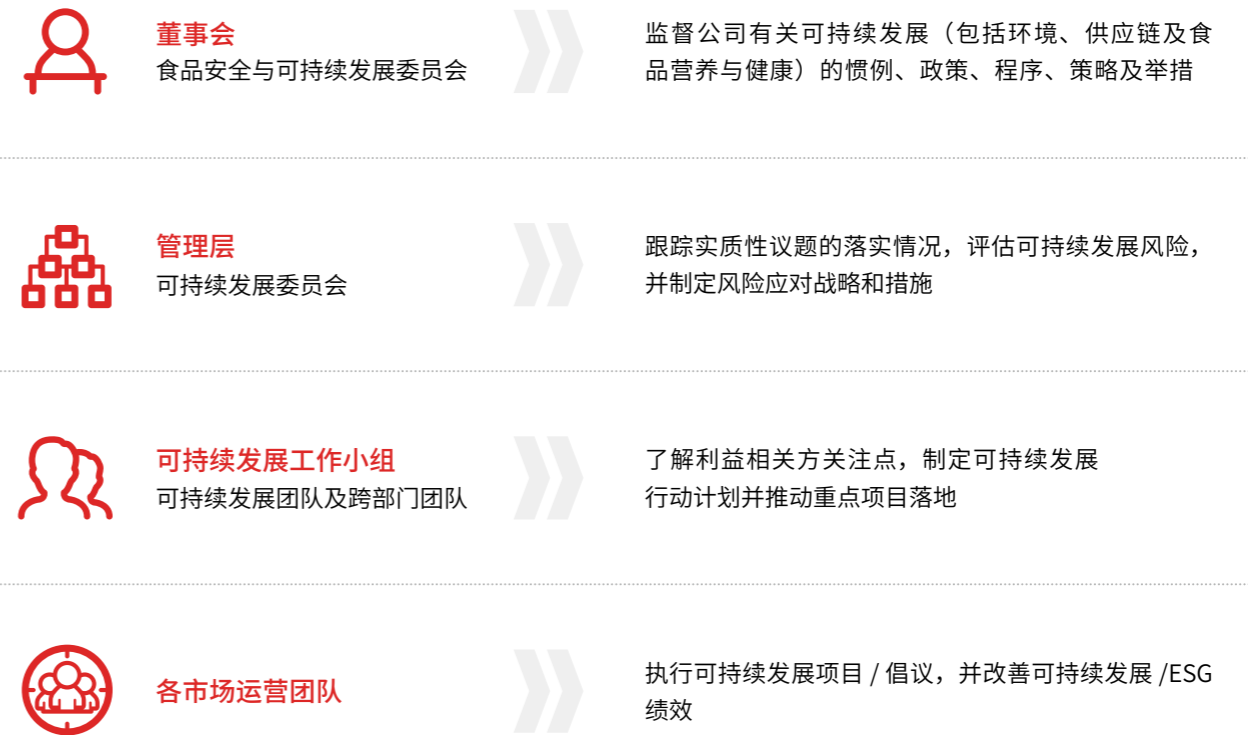 董事会
食品安全与可持续发展委员会
监督公司有关可持续发展（包括环境、供应链及食
品营养与健康）的惯例、政策、程序、策略及举措
管理层
可持续发展委员会
跟踪实质性议题的落实情况，评估可持续发展风险，
并制定风险应对战略和措施
可持续发展工作小组
可持续发展团队及跨部门团队
了解利益相关方关注点，制定可持续发展
行动计划并推动重点项目落地
各市场运营团队
执行可持续发展项目 / 倡议，并改善可持续发展 /ESG
绩效